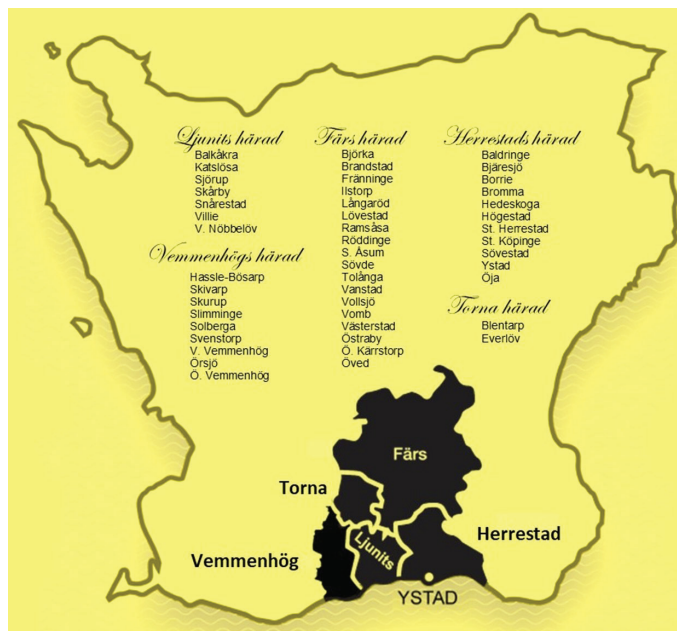 Ljunits härad
Balkåkra
Katslösa
Sjörup
Skårby
Snårestad
Villie
V. Nöbbelöv
Vemmenhögs härad
Hassle-Bösarp
Skivarp
Skurup
Slimminge
Solberga
Svenstorp
V. Vemmenhög
Örsjö
Ö. Vemmenhög
Färs härad
Björka
Brandstad
Fränninge
Ilstorp
Långaröd
Lövestad
Ramsåsa
Röddinge
S. Åsum
Sövde
Tolånga
Vanstad
Vollsjö
Vomb
Västerstad
Östraby
Ö. Kärrstorp
Öved
Herrestads härad
Baldringe
Bjäresjö
Borrie
Bromma
Hedeskoga
Högestad
St. Herrestad
St. Köpinge
Sövestad
Ystad
Öja
Torna härad
Blentarp
Everlöv
Färs
Torna
Herrestad
Ljunits
Vemmenhög
YSTAD